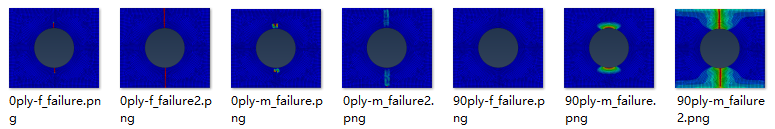 0ply-f_failure.pn
g
0ply-f_failure2.p
ng
0ply-m_failure.p
ng
0ply-m_failure2.
png
90ply-f_failure.p
ng
90ply-m_failure.
png
90ply-m_failure
2.png